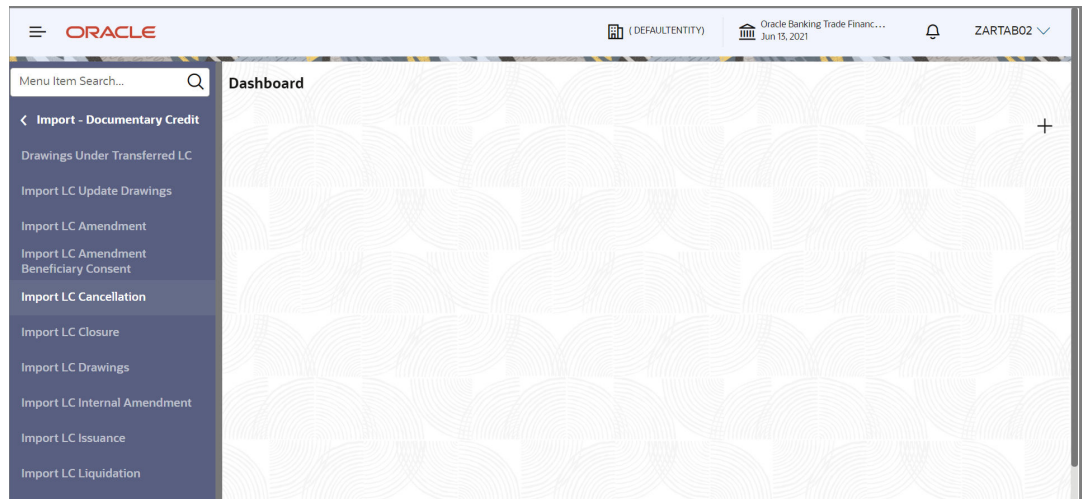 ORACLE
( DEFAULTENTITY)
Oracle Banking Trade Financ...
Jun 13, 2021
ZARTAB02
Menu Item Search...
Dashboard
Import - Documentary Credit
Drawings Under Transferred LC
Import LC Update Drawings
Import LC Amendment
Import LC Amendment
Beneficiary Consent
Import LC Cancellation
Import LC Closure
Import LC Drawings
Import LC Internal Amendment
Import LC Issuance
Import LC Liquidation